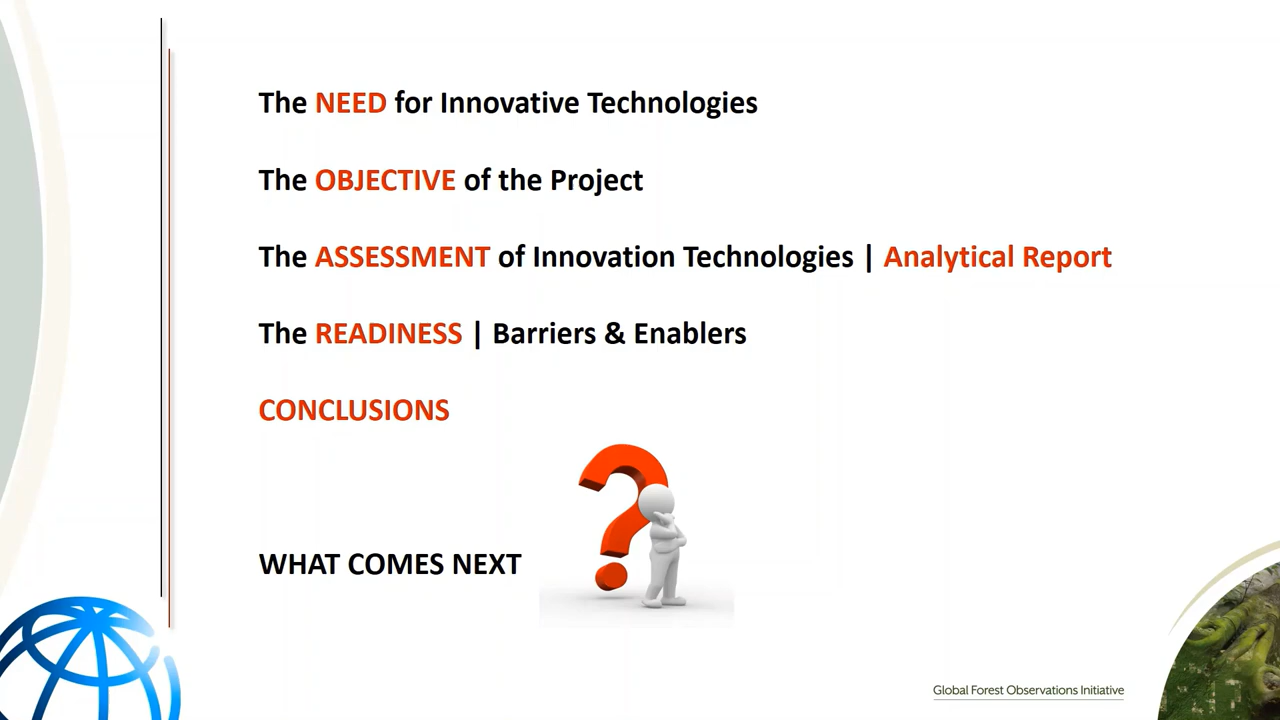 The NEED for Innovative Technologies
The OBJECTIVE of the Project
The ASSESSMENT of Innovation Technologies | Analytical Report
The READINESS | Barriers & Enablers
CONCLUSIONS
WHAT COMES NEXT
Global Forest Observations Initiative